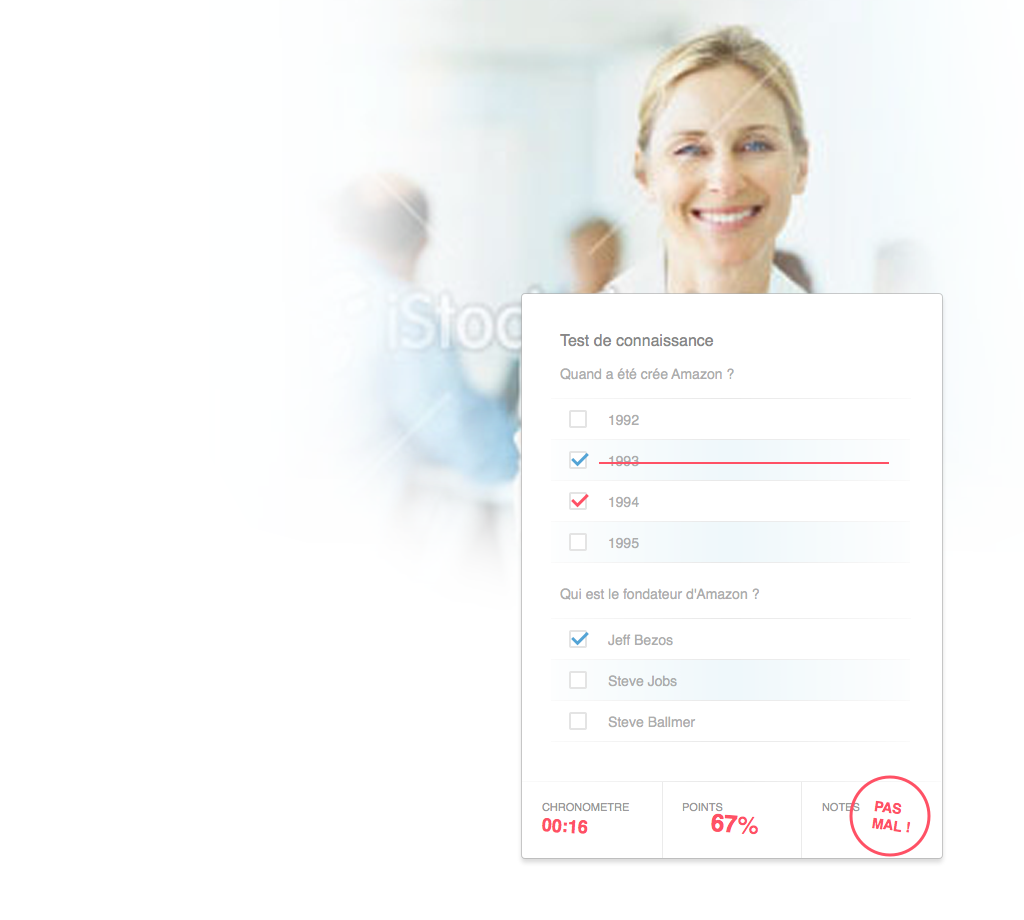 iStoc
Test de connaissance
Quand a été crée Amazon ?
1992
1993
1994
1995
Qui est le fondateur d'Amazon ?
Jeff Bezos
Steve Jobs
Steve Ballmer
CHRONOMETRE
00:16
POINTS
67%
NOTES
PAS
MAL !